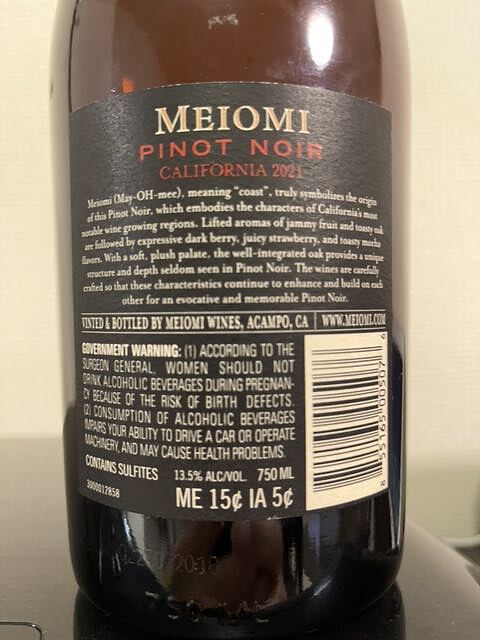 MEIOMI
PINOT NOIR
CALIFORNIA 2021
Meiomi (May-OH-mee), meaning "coast", truly symbolizes the origin
of this Pinot Noir, which embodies the characters of California's most
notable wine growing regions. Lifted aromas of jammy fruit and toasty oak
are followed by expressive dark berry, juicy strawberry, and toasty mocha
flavors. With a soft, plush palate, the well-integrated oak provides a unique
structure and depth seldom seen in Pinot Noir. The wines are carefully
crafted so that these characteristics continue to enhance and build on each
other for an evocative and memorable Pinot Noir.
VINTED & BOTTLED BY MEIOMI WINES, ACAMPO, CA | WWW.MEIOMI.COM
GOVERNMENT WARNING: (1) ACCORDING TO THE
SURGEON GENERAL, WOMEN SHOULD NOT
DRINK ALCOHOLIC BEVERAGES DURING PREGNAN-
CY BECAUSE OF THE RISK OF BIRTH DEFECTS.
(2) CONSUMPTION OF ALCOHOLIC BEVERAGES
IMPAIRS YOUR ABILITY TO DRIVE A CAR OR OPERATE
MACHINERY, AND MAY CAUSE HEALTH PROBLEMS.
CONTAINS SULFITES 13.5% ALC/VOL. 750 ML
3000012858
ME 15¢ IA 5¢
8 55165 00507 6